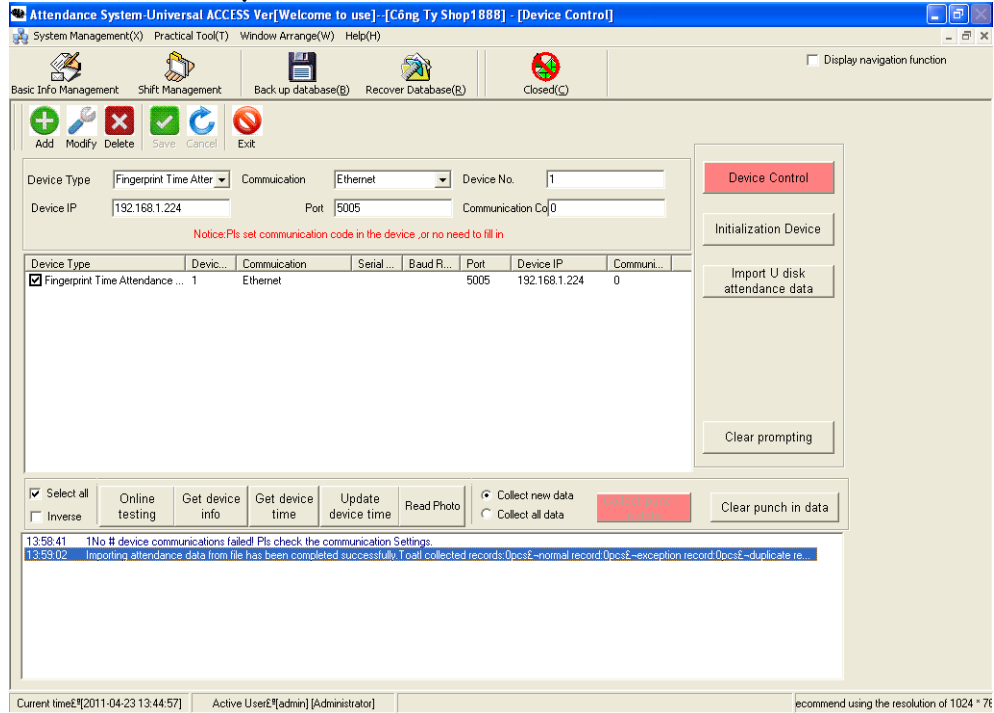 Attendance System-Universal ACCESS Ver[Welcome to use]--[Công Ty Shop1888] - [Device Control]
System Management(X) Practical Tool(T) Window Arrange(W) Help(H)
Display navigation function
Basic Info Management Shift Management Back up database(B) Recover Database(R) Closed(C)
Add Modify Delete Save Cancel Exit
Device Type Fingerprint Time Atter Commuication Ethernet Device No. 1
Device IP 192.168.1.224 Port 5005 Communication Co 0
Notice:Pls set communication code in the device ,or no need to fill in
Device Control
Initialization Device
Import U disk
attendance data
Clear prompting
Device Type Devic... Commuication Serial ... Baud R... Port Device IP Communi...
Fingerprint Time Attendance ... 1 Ethernet 5005 192.168.1.224 0
Select all
Inverse
Online
testing
Get device
info
Get device
time
Update
device time
Read Photo
Collect new data
Collect all data
Clear punch in data
13:58:41 1No # device communications failed! Pls check the communication Settings.
13:59:02 Importing attendance data from file has been completed successfully.Toatl collected records:0pcs£¬normal record:0pcs£¬exception record:0pcs£¬duplicate re...
Current time£º[2011-04-23 13:44:57] Active User£º[admin] [Administrator] ecommend using the resolution of 1024 * 76